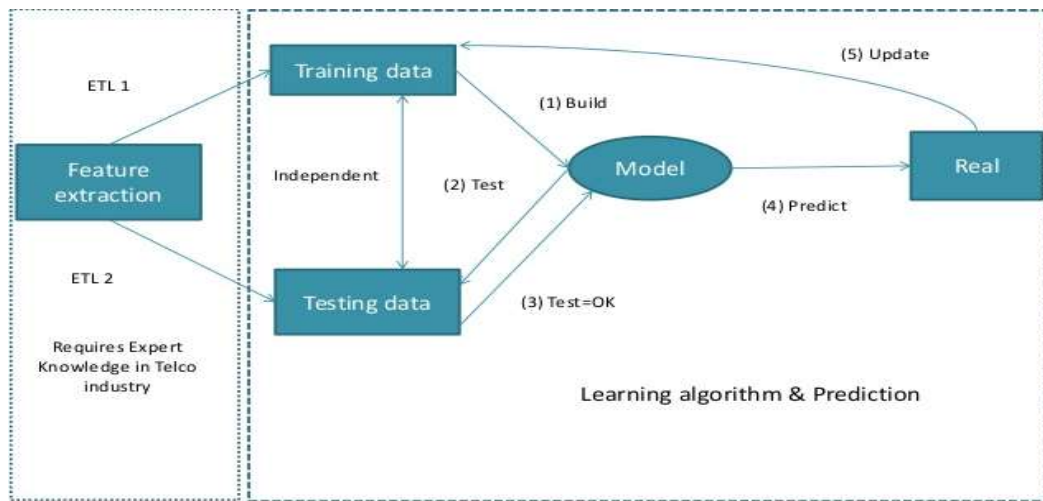 ETL 1
Feature
extraction
ETL 2
Requires Expert
Knowledge in Telco
industry
Training data
(5) Update
(1) Build
Independent
(2) Test
Model
Real
(4) Predict
Testing data
(3) Test=OK
Learning algorithm & Prediction